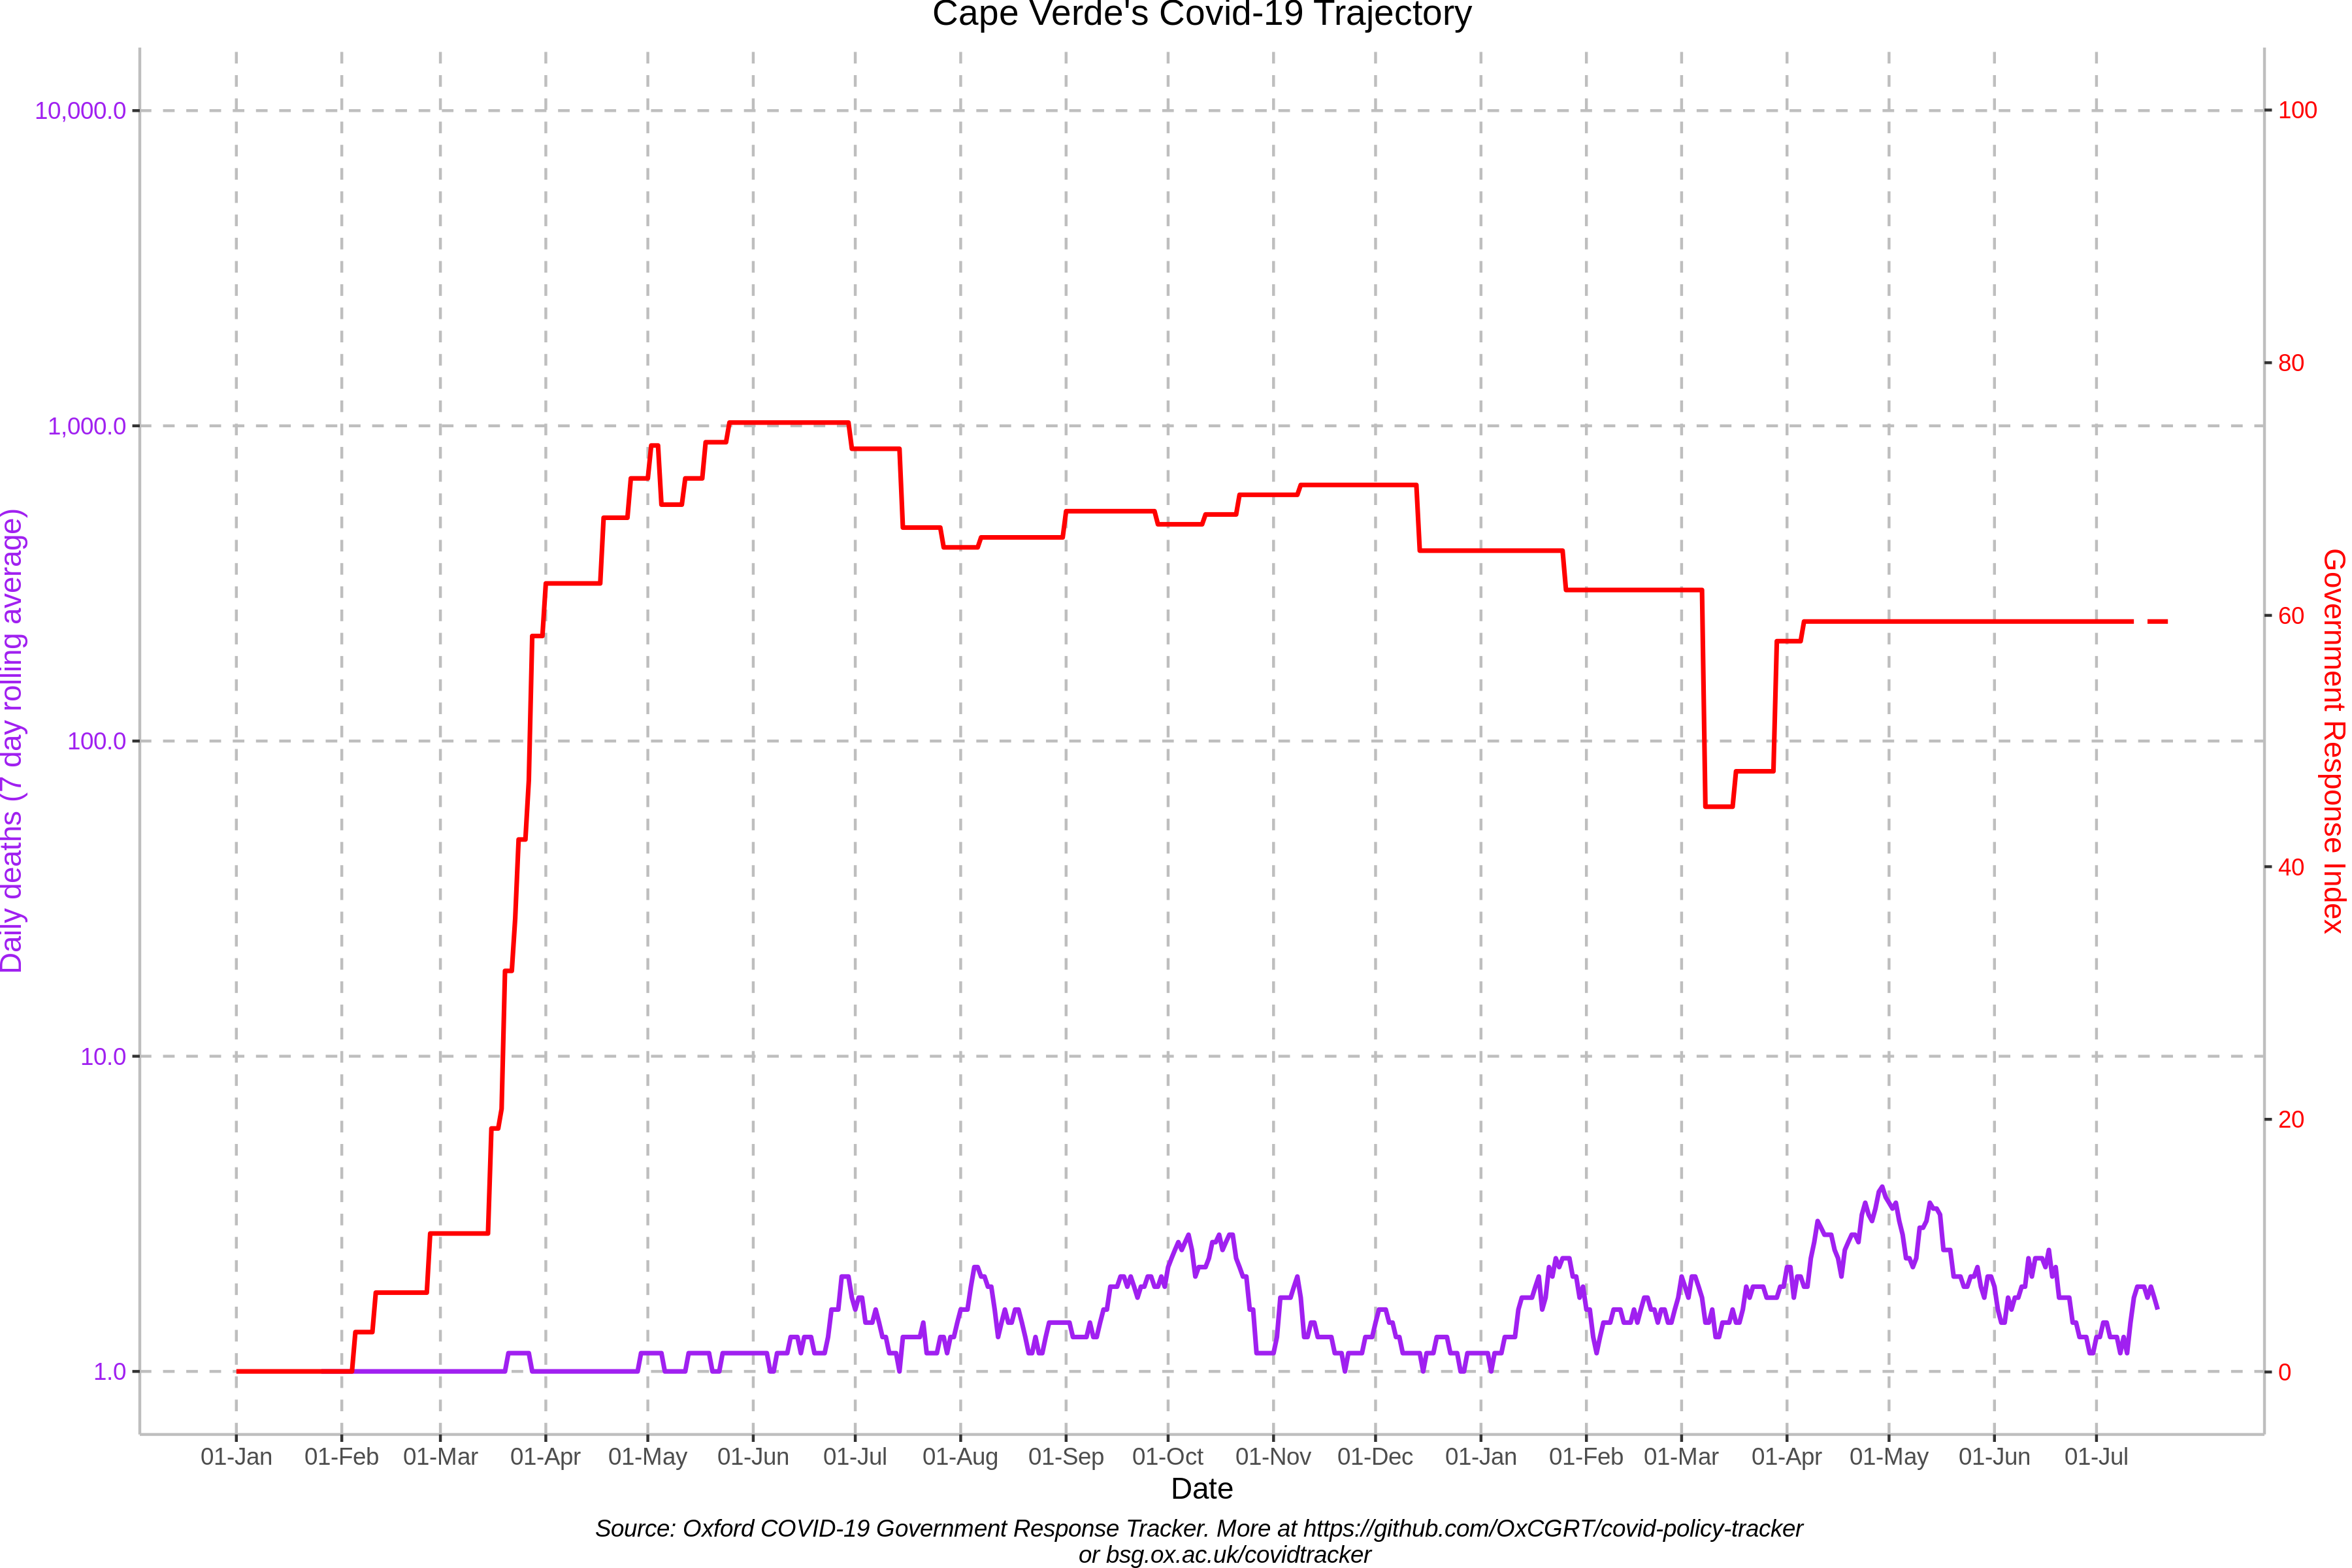 Cape Verde's Covid-19 Trajectory
10,000.0
1,000.0
100.0
10.0
1.0
Daily deaths (7 day rolling average)
100
80
60
40
20
0
Government Response Index
01-Jan 01-Feb 01-Mar 01-Apr 01-May 01-Jun 01-Jul 01-Aug 01-Sep 01-Oct 01-Nov 01-Dec 01-Jan 01-Feb 01-Mar 01-Apr 01-May 01-Jun 01-Jul
Date
Source: Oxford COVID-19 Government Response Tracker. More at https://github.com/OxCGRT/covid-policy-tracker
or bsg.ox.ac.uk/covidtracker